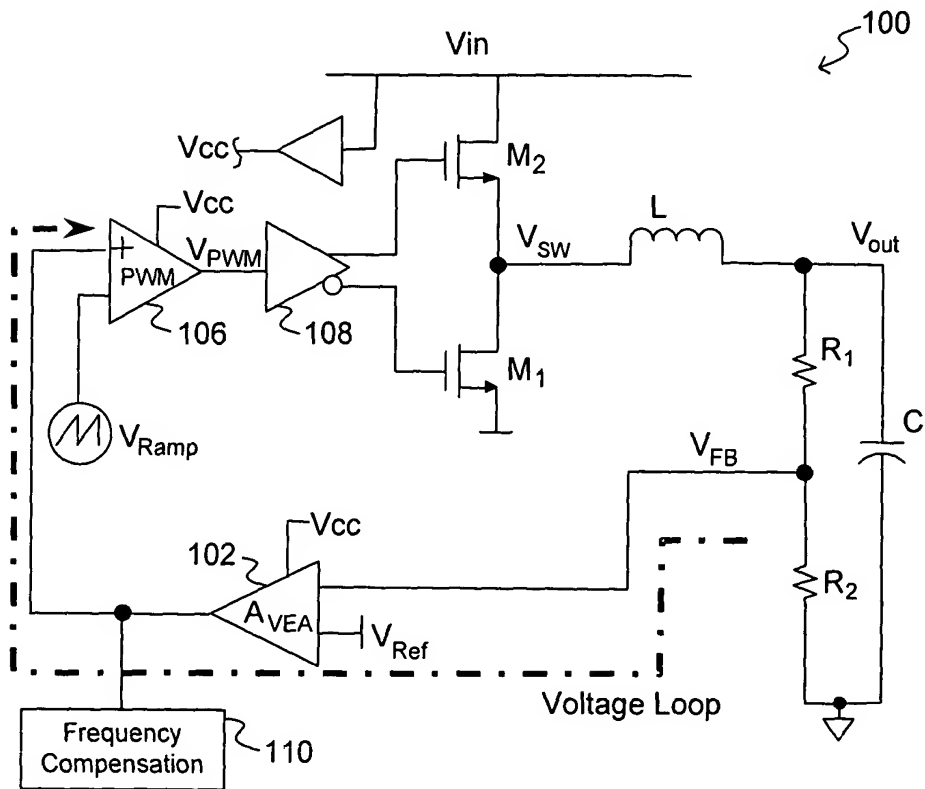 100
Vin
Vcc
M2
Vcc
L
+
PWM
VPWM
VSW
Vout
106
108
M1
R1
VRamp
C
VFB
Vcc
102
AVEA
VRef
R2
Voltage Loop
Frequency
Compensation
110